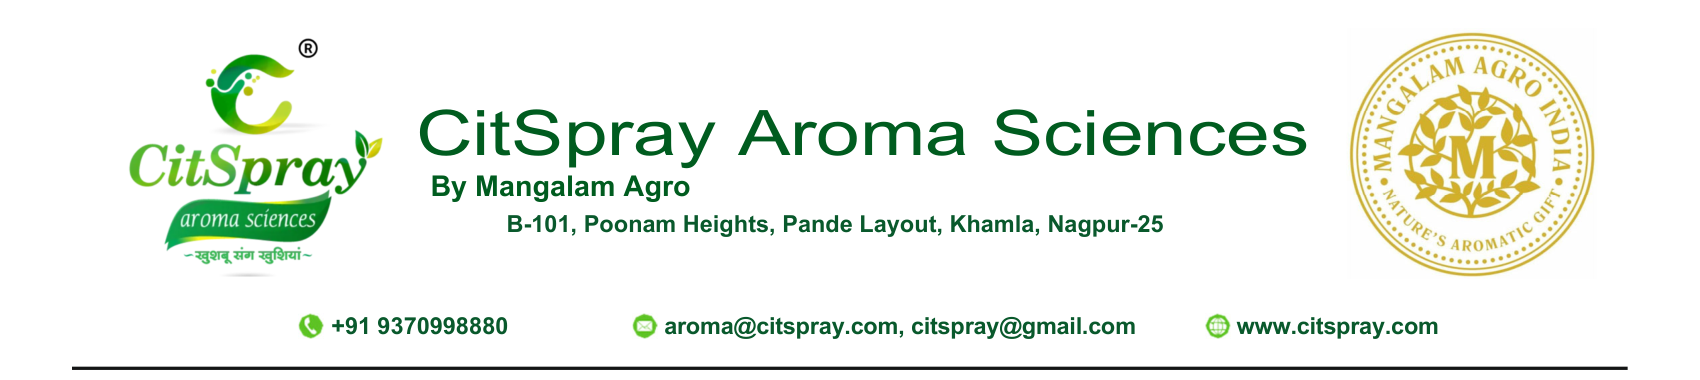 ®
CitSpray
aroma sciences
~खुशबू संग खुशियां~
CitSpray Aroma Sciences
By Mangalam Agro
B-101, Poonam Heights, Pande Layout, Khamla, Nagpur-25
MANGALAM AGRO INDIA
M
NATURE'S AROMATIC GIFT
+91 9370998880
aroma@citspray.com, citspray@gmail.com
www.citspray.com